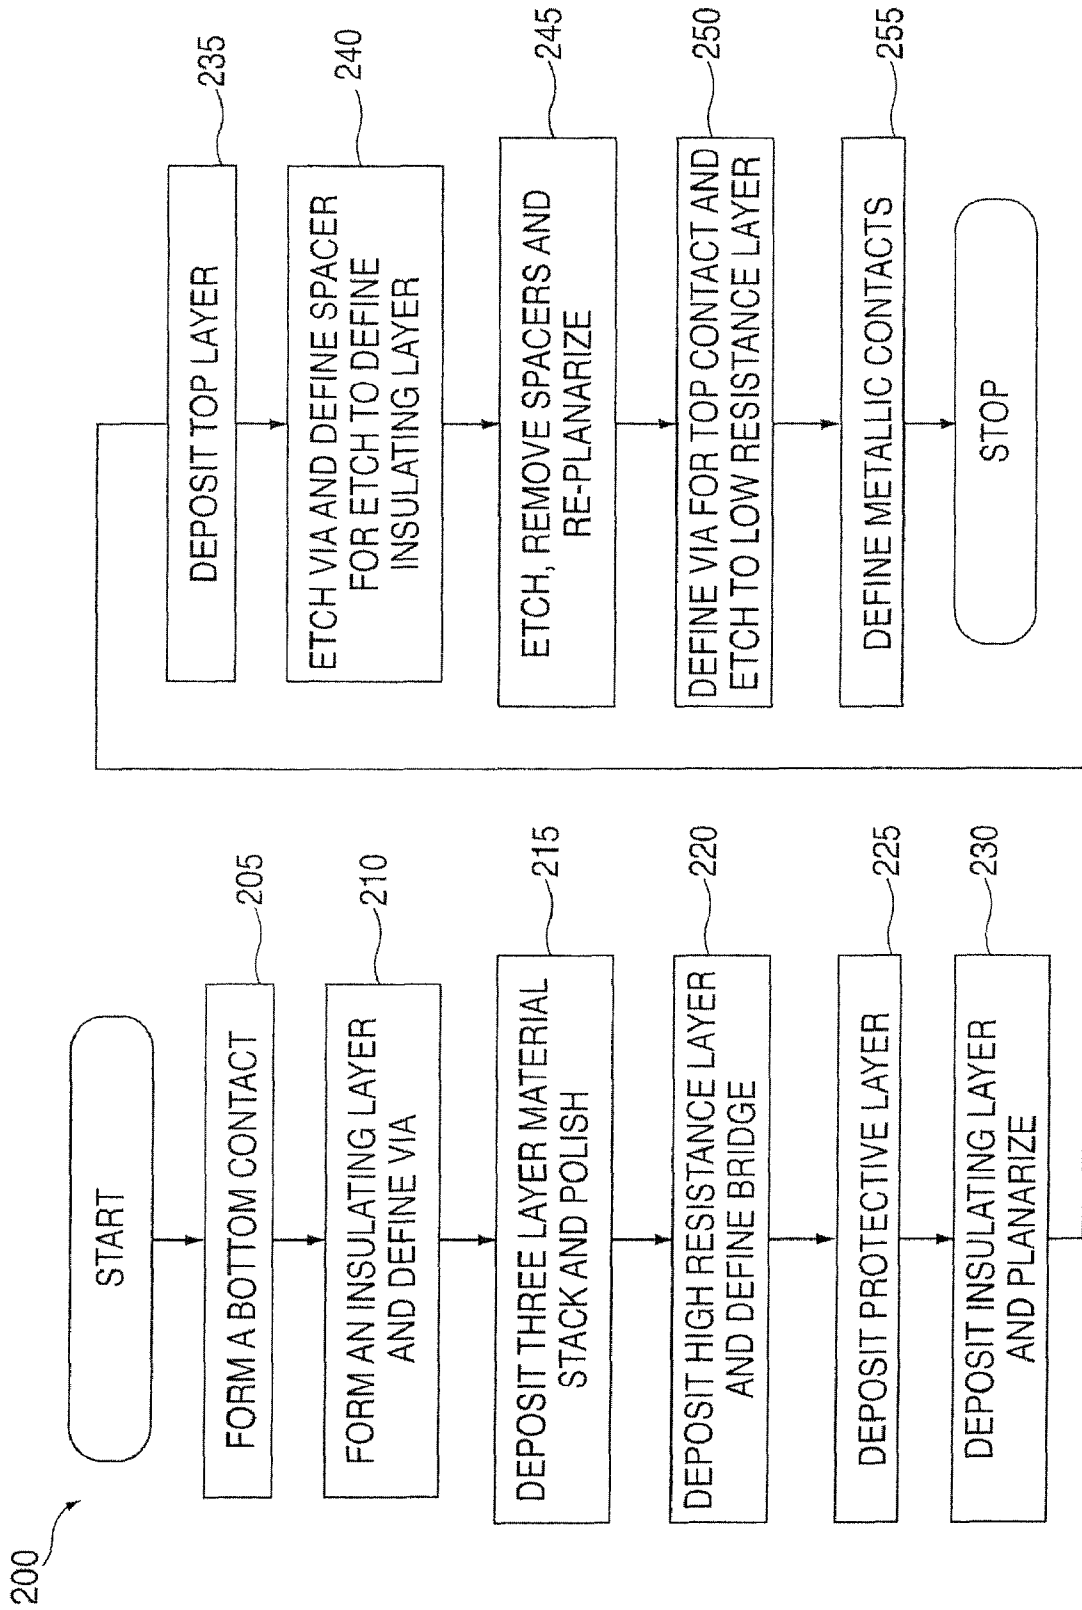 200
START
FORM A BOTTOM CONTACT
205
FORM AN INSULATING LAYER
AND DEFINE VIA
210
DEPOSIT THREE LAYER MATERIAL
STACK AND POLISH
215
DEPOSIT HIGH RESISTANCE LAYER
AND DEFINE BRIDGE
220
DEPOSIT PROTECTIVE LAYER
225
DEPOSIT INSULATING LAYER
AND PLANARIZE
230
DEPOSIT TOP LAYER
235
ETCH VIA AND DEFINE SPACER
FOR ETCH TO DEFINE
INSULATING LAYER
240
ETCH, REMOVE SPACERS AND
RE-PLANARIZE
245
DEFINE VIA FOR TOP CONTACT AND
ETCH TO LOW RESISTANCE LAYER
250
DEFINE METALLIC CONTACTS
255
STOP